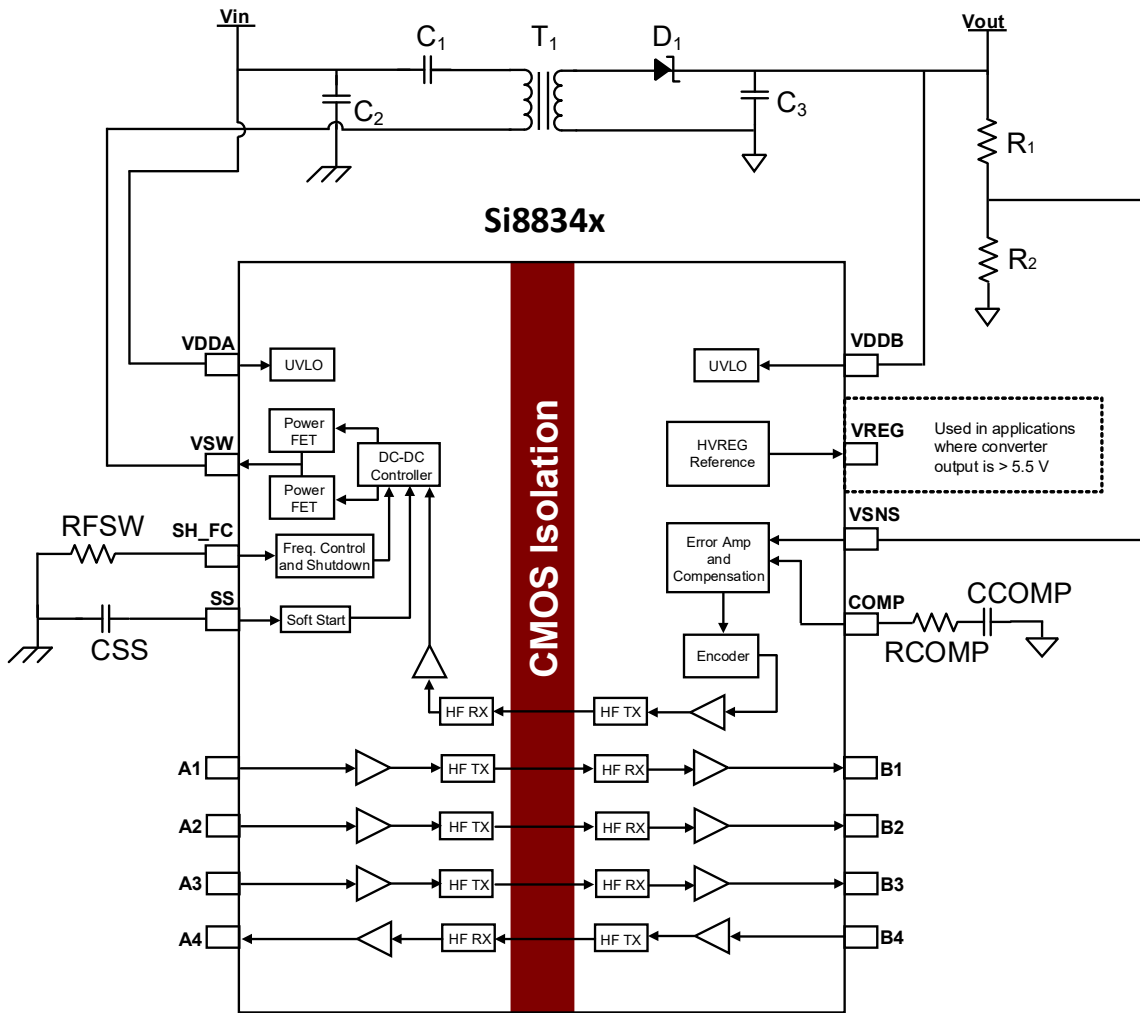 Vin
Vout
C1
T1
D1
C2
C3
R1
R2
Si8834x
VDDA
UVLO
UVLO
VDDB
VSW
Power
FET
Power
FET
DC-DC
Controller
HVREG
Reference
VREG
Used in applications
where converter
output is > 5.5 V
RFSW
SH_FC
Freq. Control
and Shutdown
Error Amp
and
Compensation
VSNS
SS
CSS
Soft Start
COMP
CCOMP
RCOMP
Encoder
CMOS Isolation
HF RX
HF TX
A1
HF TX
HF RX
B1
A2
HF TX
HF RX
B2
A3
HF TX
HF RX
B3
A4
HF RX
HF TX
B4